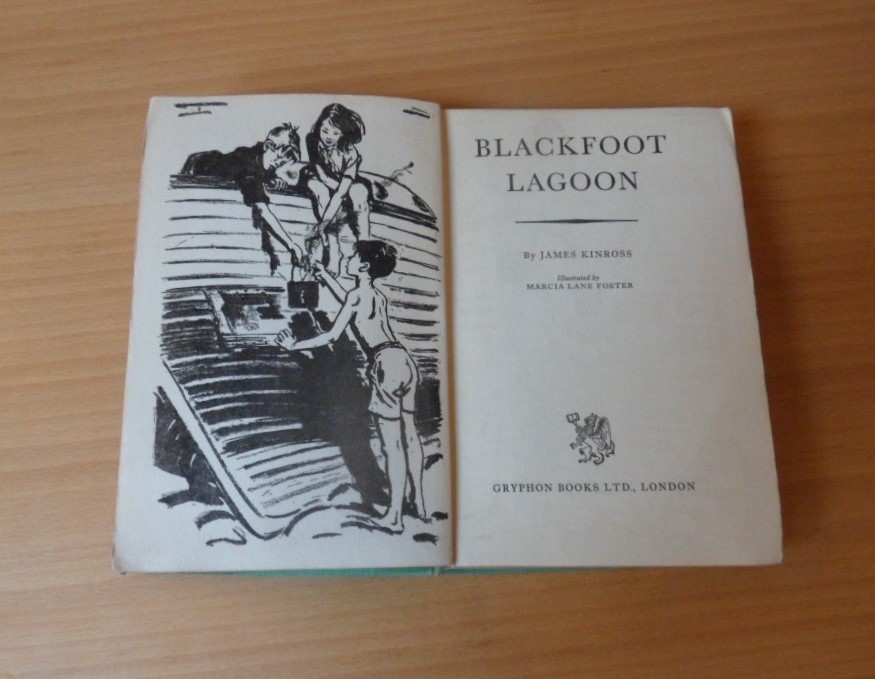 BLACKFOOT
LAGOON
By JAMES KINROSS
Illustrated by
MARCIA LANE FOSTER
GRYPHON BOOKS LTD., LONDON